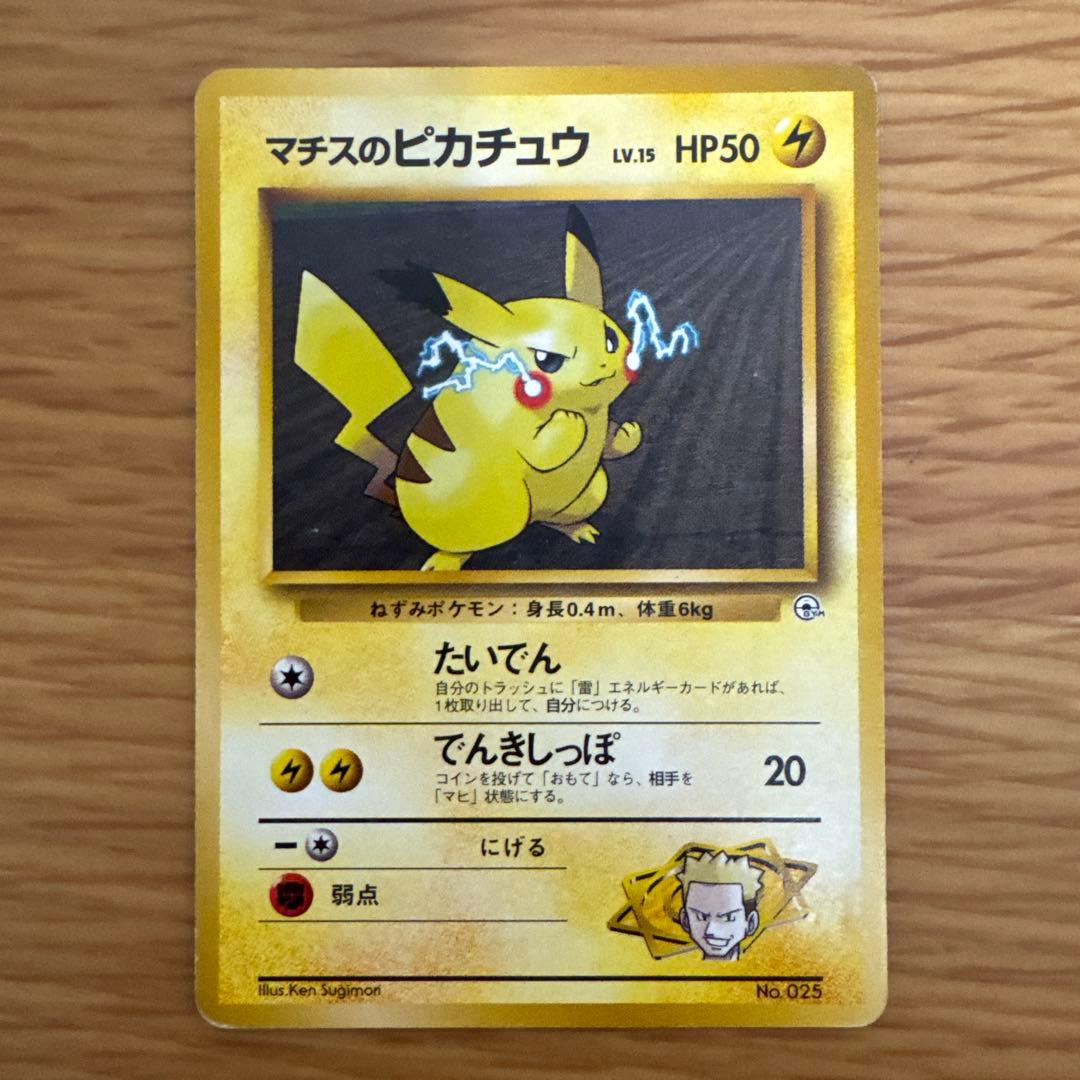 マチスのピカチュウ LV.15 HP50
ねずみポケモン：身長0.4m、体重6kg
GYM
たいでん
自分のトラッシュに「雷」エネルギーカードがあれば、
1枚取り出して、自分につける。
でんきしっぽ 20
コインを投げて「おもて」なら、相手を
「マヒ」状態にする。
ー にげる
弱点
Illus.Ken Sugimori No. 025